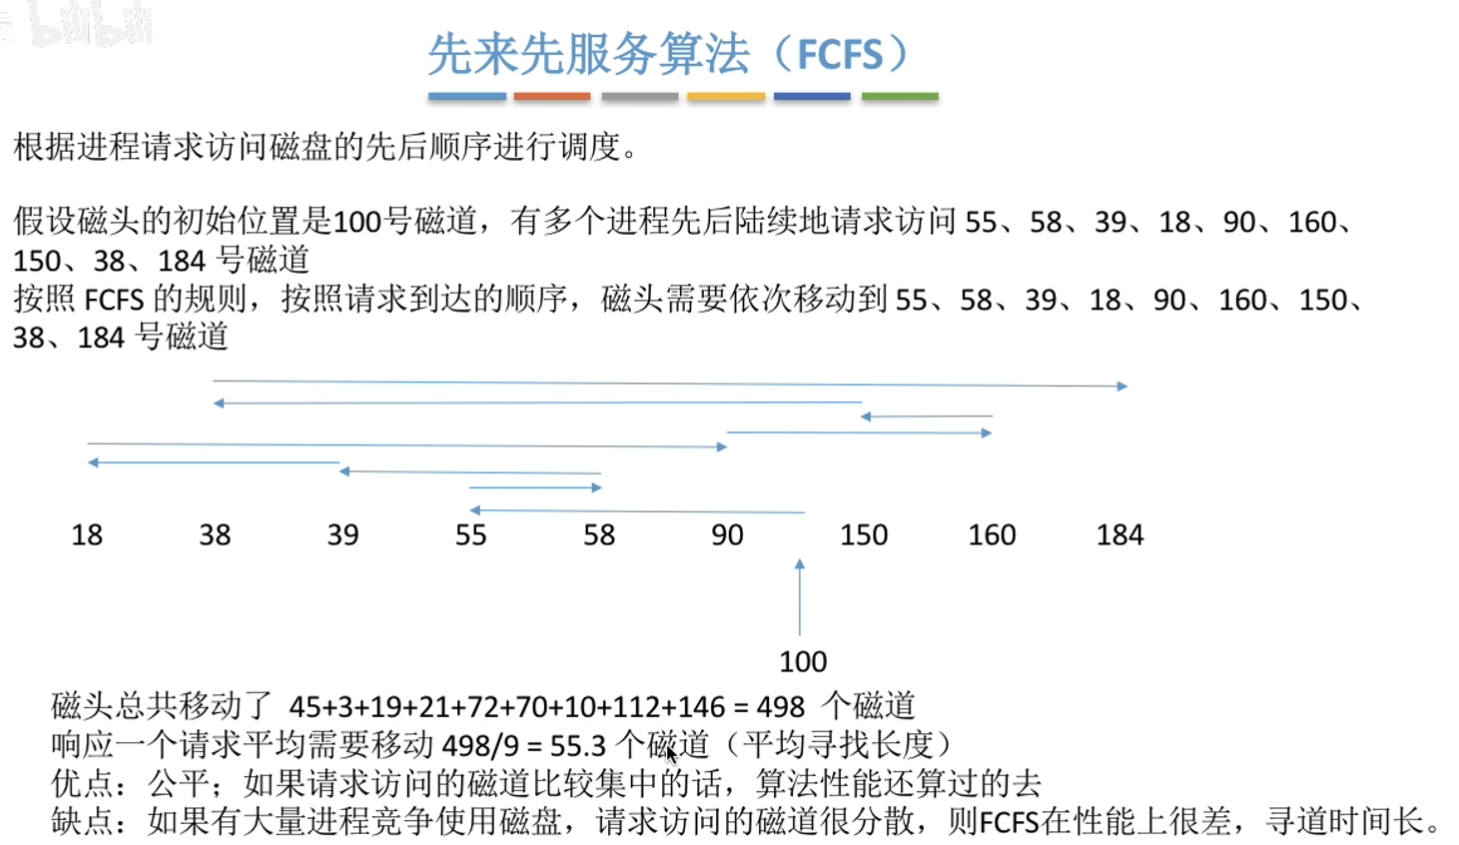 bilibili
先来先服务算法（FCFS）
根据进程请求访问磁盘的先后顺序进行调度。
假设磁头的初始位置是100号磁道，有多个进程先后陆续地请求访问 55、58、39、18、90、160、
150、38、184 号磁道
按照 FCFS 的规则，按照请求到达的顺序，磁头需要依次移动到 55、58、39、18、90、160、150、
38、184 号磁道
18 38 39 55 58 90 150 160 184
100
磁头总共移动了 45+3+19+21+72+70+10+112+146 = 498 个磁道
响应一个请求平均需要移动 498/9 = 55.3 个磁道（平均寻找长度）
优点：公平；如果请求访问的磁道比较集中的话，算法性能还算过的去
缺点：如果有大量进程竞争使用磁盘，请求访问的磁道很分散，则FCFS在性能上很差，寻道时间长。